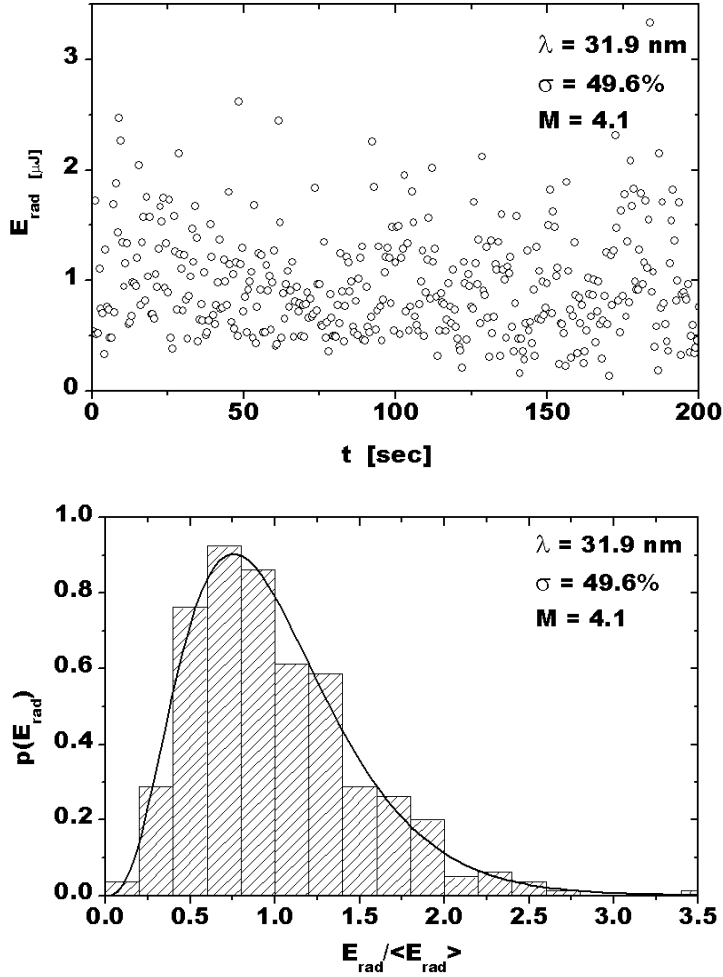 3
2
1
0
E_rad [μJ]
λ = 31.9 nm
σ = 49.6%
M = 4.1
0 50 100 150 200
t [sec]
1.0
0.8
0.6
0.4
0.2
0.0
p(E_rad)
λ = 31.9 nm
σ = 49.6%
M = 4.1
0.0 0.5 1.0 1.5 2.0 2.5 3.0 3.5
E_rad/<E_rad>